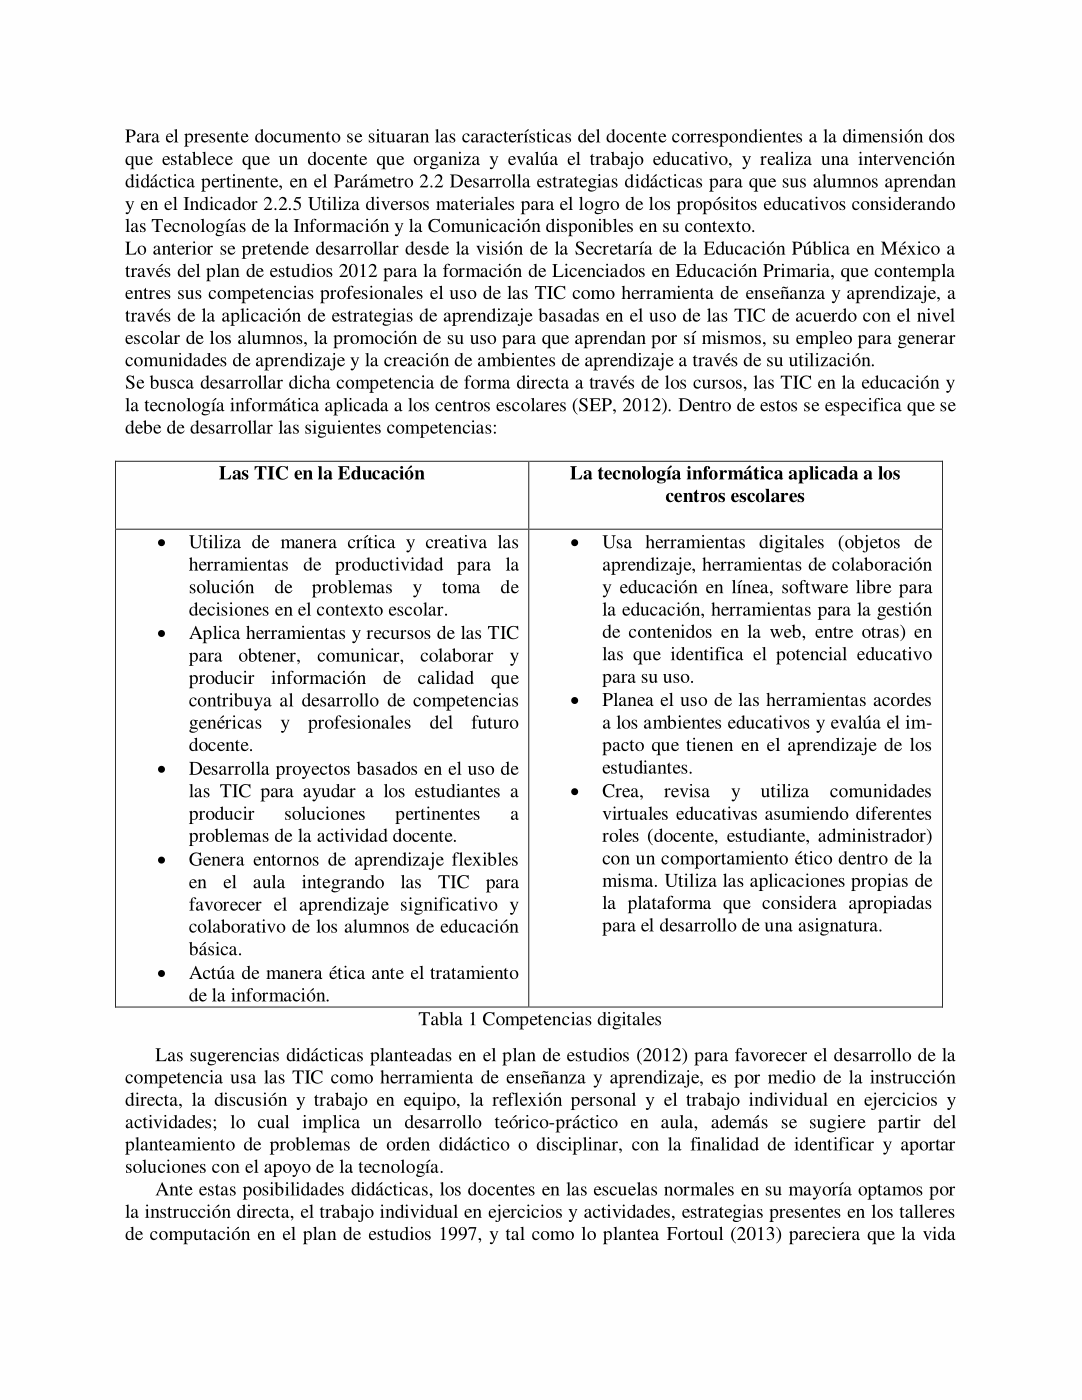 Para el presente documento se situaran las características del docente correspondientes a la dimensión dos
que establece que un docente que organiza y evalúa el trabajo educativo, y realiza una intervención
didáctica pertinente, en el Parámetro 2.2 Desarrolla estrategias didácticas para que sus alumnos aprendan
y en el Indicador 2.2.5 Utiliza diversos materiales para el logro de los propósitos educativos considerando
las Tecnologías de la Información y la Comunicación disponibles en su contexto.
Lo anterior se pretende desarrollar desde la visión de la Secretaría de la Educación Pública en México a
través del plan de estudios 2012 para la formación de Licenciados en Educación Primaria, que contempla
entres sus competencias profesionales el uso de las TIC como herramienta de enseñanza y aprendizaje, a
través de la aplicación de estrategias de aprendizaje basadas en el uso de las TIC de acuerdo con el nivel
escolar de los alumnos, la promoción de su uso para que aprendan por sí mismos, su empleo para generar
comunidades de aprendizaje y la creación de ambientes de aprendizaje a través de su utilización.
Se busca desarrollar dicha competencia de forma directa a través de los cursos, las TIC en la educación y
la tecnología informática aplicada a los centros escolares (SEP, 2012). Dentro de estos se especifica que se
debe de desarrollar las siguientes competencias:
Las TIC en la Educación
• Utiliza de manera crítica y creativa las
herramientas de productividad para la
solución de problemas y toma de
decisiones en el contexto escolar.
• Aplica herramientas y recursos de las TIC
para obtener, comunicar, colaborar y
producir información de calidad que
contribuya al desarrollo de competencias
genéricas y profesionales del futuro
docente.
• Desarrolla proyectos basados en el uso de
las TIC para ayudar a los estudiantes a
producir soluciones pertinentes a
problemas de la actividad docente.
• Genera entornos de aprendizaje flexibles
en el aula integrando las TIC para
favorecer el aprendizaje significativo y
colaborativo de los alumnos de educación
básica.
• Actúa de manera ética ante el tratamiento
de la información.
La tecnología informática aplicada a los
centros escolares
• Usa herramientas digitales (objetos de
aprendizaje, herramientas de colaboración
y educación en línea, software libre para
la educación, herramientas para la gestión
de contenidos en la web, entre otras) en
las que identifica el potencial educativo
para su uso.
• Planea el uso de las herramientas acordes
a los ambientes educativos y evalúa el im-
pacto que tienen en el aprendizaje de los
estudiantes.
• Crea, revisa y utiliza comunidades
virtuales educativas asumiendo diferentes
roles (docente, estudiante, administrador)
con un comportamiento ético dentro de la
misma. Utiliza las aplicaciones propias de
la plataforma que considera apropiadas
para el desarrollo de una asignatura.
Tabla 1 Competencias digitales
Las sugerencias didácticas planteadas en el plan de estudios (2012) para favorecer el desarrollo de la
competencia usa las TIC como herramienta de enseñanza y aprendizaje, es por medio de la instrucción
directa, la discusión y trabajo en equipo, la reflexión personal y el trabajo individual en ejercicios y
actividades; lo cual implica un desarrollo teórico-práctico en aula, además se sugiere partir del
planteamiento de problemas de orden didáctico o disciplinar, con la finalidad de identificar y aportar
soluciones con el apoyo de la tecnología.
Ante estas posibilidades didácticas, los docentes en las escuelas normales en su mayoría optamos por
la instrucción directa, el trabajo individual en ejercicios y actividades, estrategias presentes en los talleres
de computación en el plan de estudios 1997, y tal como lo plantea Fortoul (2013) pareciera que la vida